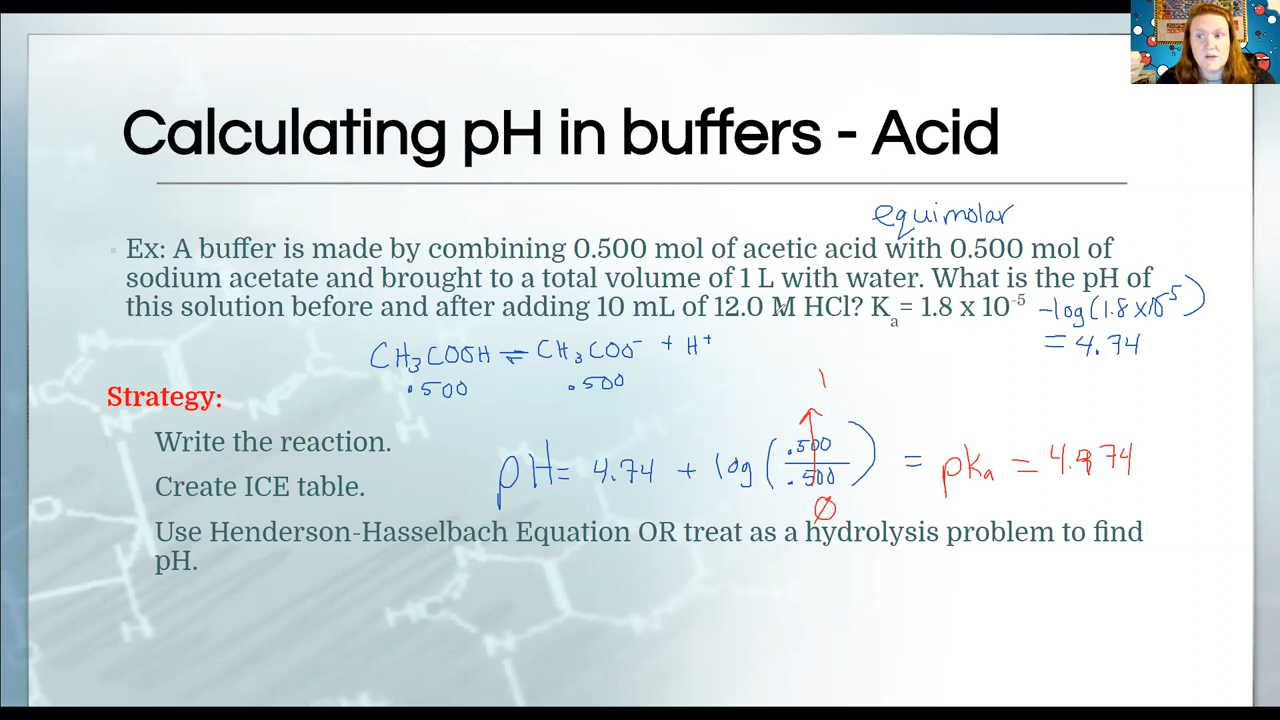 Calculating pH in buffers - Acid
equimolar
Ex: A buffer is made by combining 0.500 mol of acetic acid with 0.500 mol of
sodium acetate and brought to a total volume of 1 L with water. What is the pH of
this solution before and after adding 10 mL of 12.0 M HCl? Kₐ= 1.8 x 10⁻⁵
-log(1.8 x10⁻⁵)
= 4.74
CH₃COOH ⇌ CH₃COO⁻ + H⁺
.500 .500
Strategy:
Write the reaction.
1
pH = 4.74 + log(.500/.500) = pKa = 4.74
0
Create ICE table.
Use Henderson-Hasselbach Equation OR treat as a hydrolysis problem to find
pH.